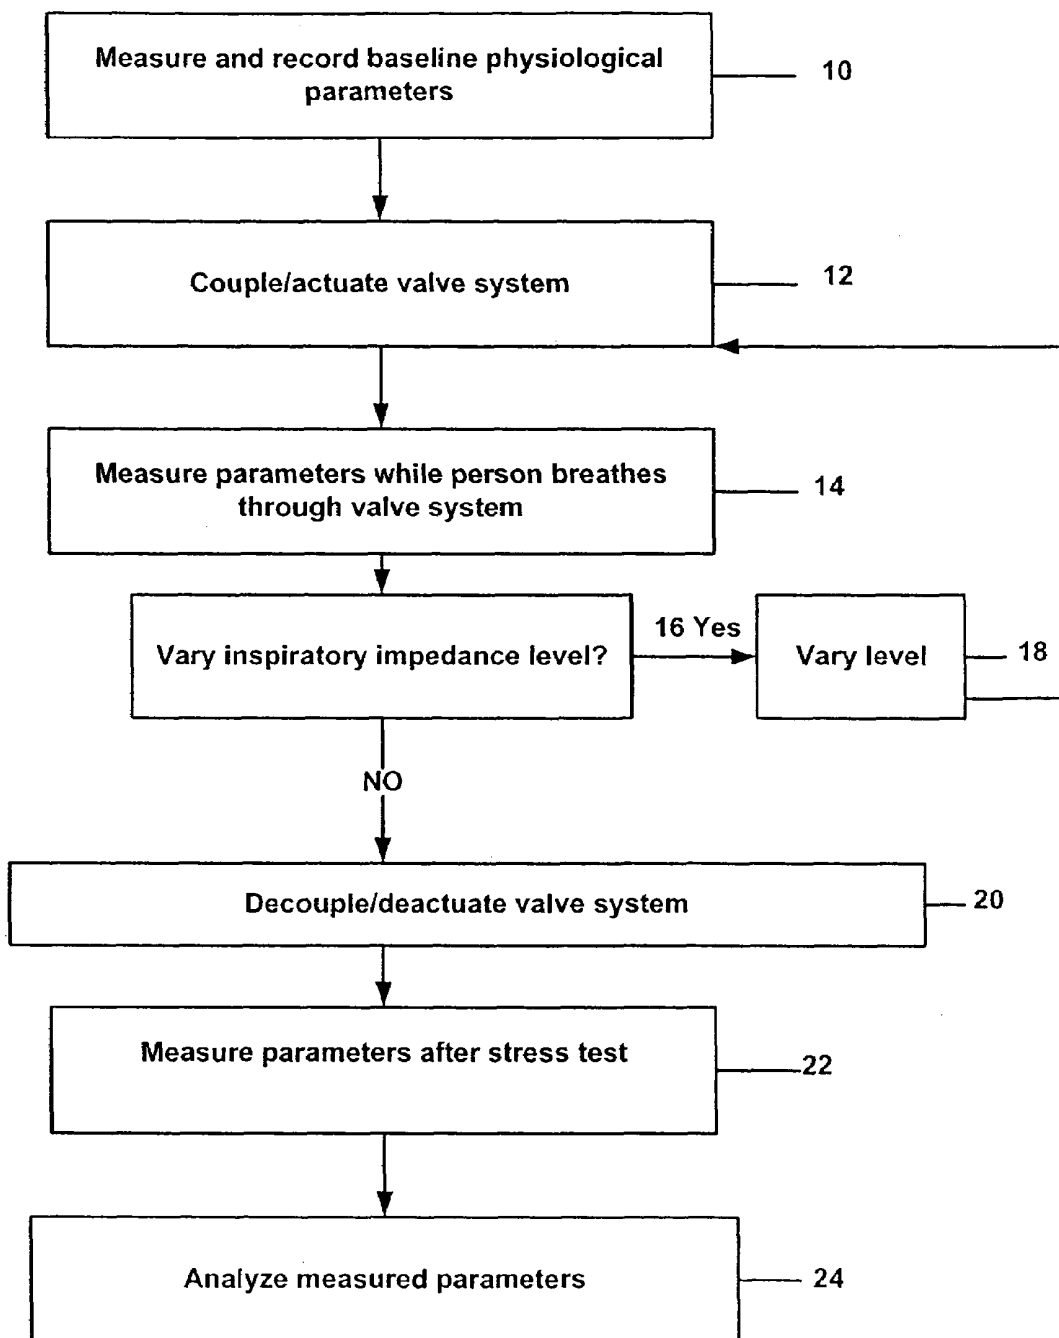 Measure and record baseline physiological
parameters
10
Couple/actuate valve system
12
Measure parameters while person breathes
through valve system
14
Vary inspiratory impedance level?
16 Yes
Vary level
18
NO
Decouple/deactuate valve system
20
Measure parameters after stress test
22
Analyze measured parameters
24